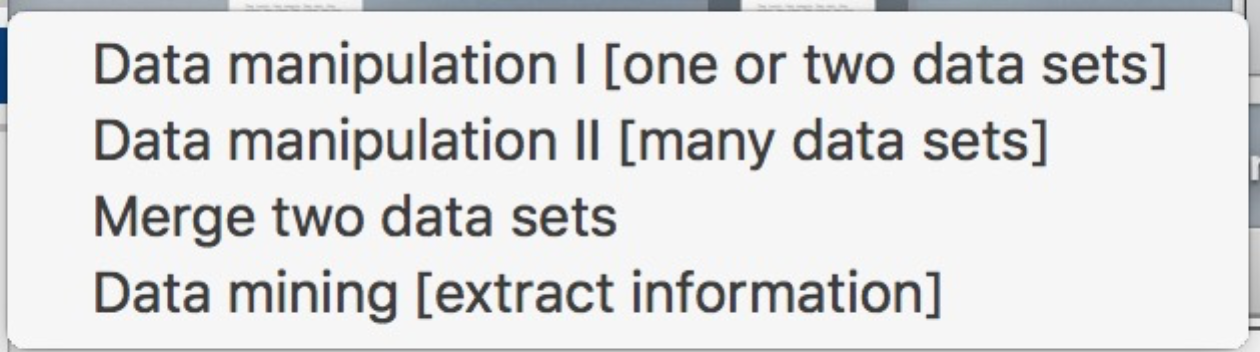 Data manipulation I [one or two data sets]
Data manipulation II [many data sets]
Merge two data sets
Data mining [extract information]